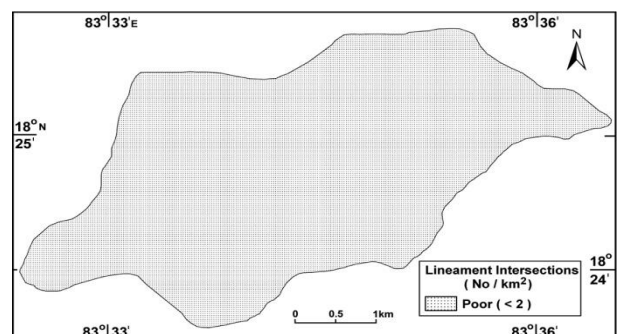 83° 33'E
83° 36'
N
18° N
25'
Lineament Intersections
( No / km²)
Poor ( < 2 )
18°
24'
0 0.5 1km
83° 33'
83° 36'